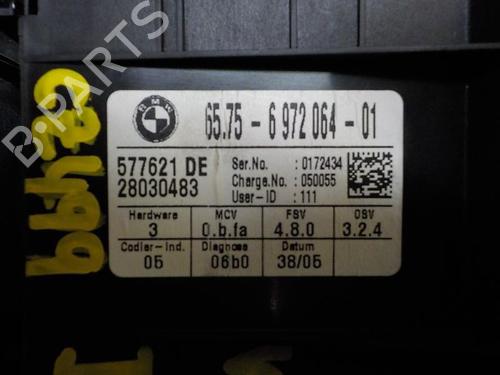 B-PARTS
BMW
65.75 - 6 972 064 - 01
577621 DE
28030483
Ser.No. : 0172434
Charge.No. : 050055
User-ID : 111
Hardware MCV FSV OSV
3 0.b.fa 4.8.0 3.2.4
Codier-Ind. Diagnose Datum
05 06b0 38/05